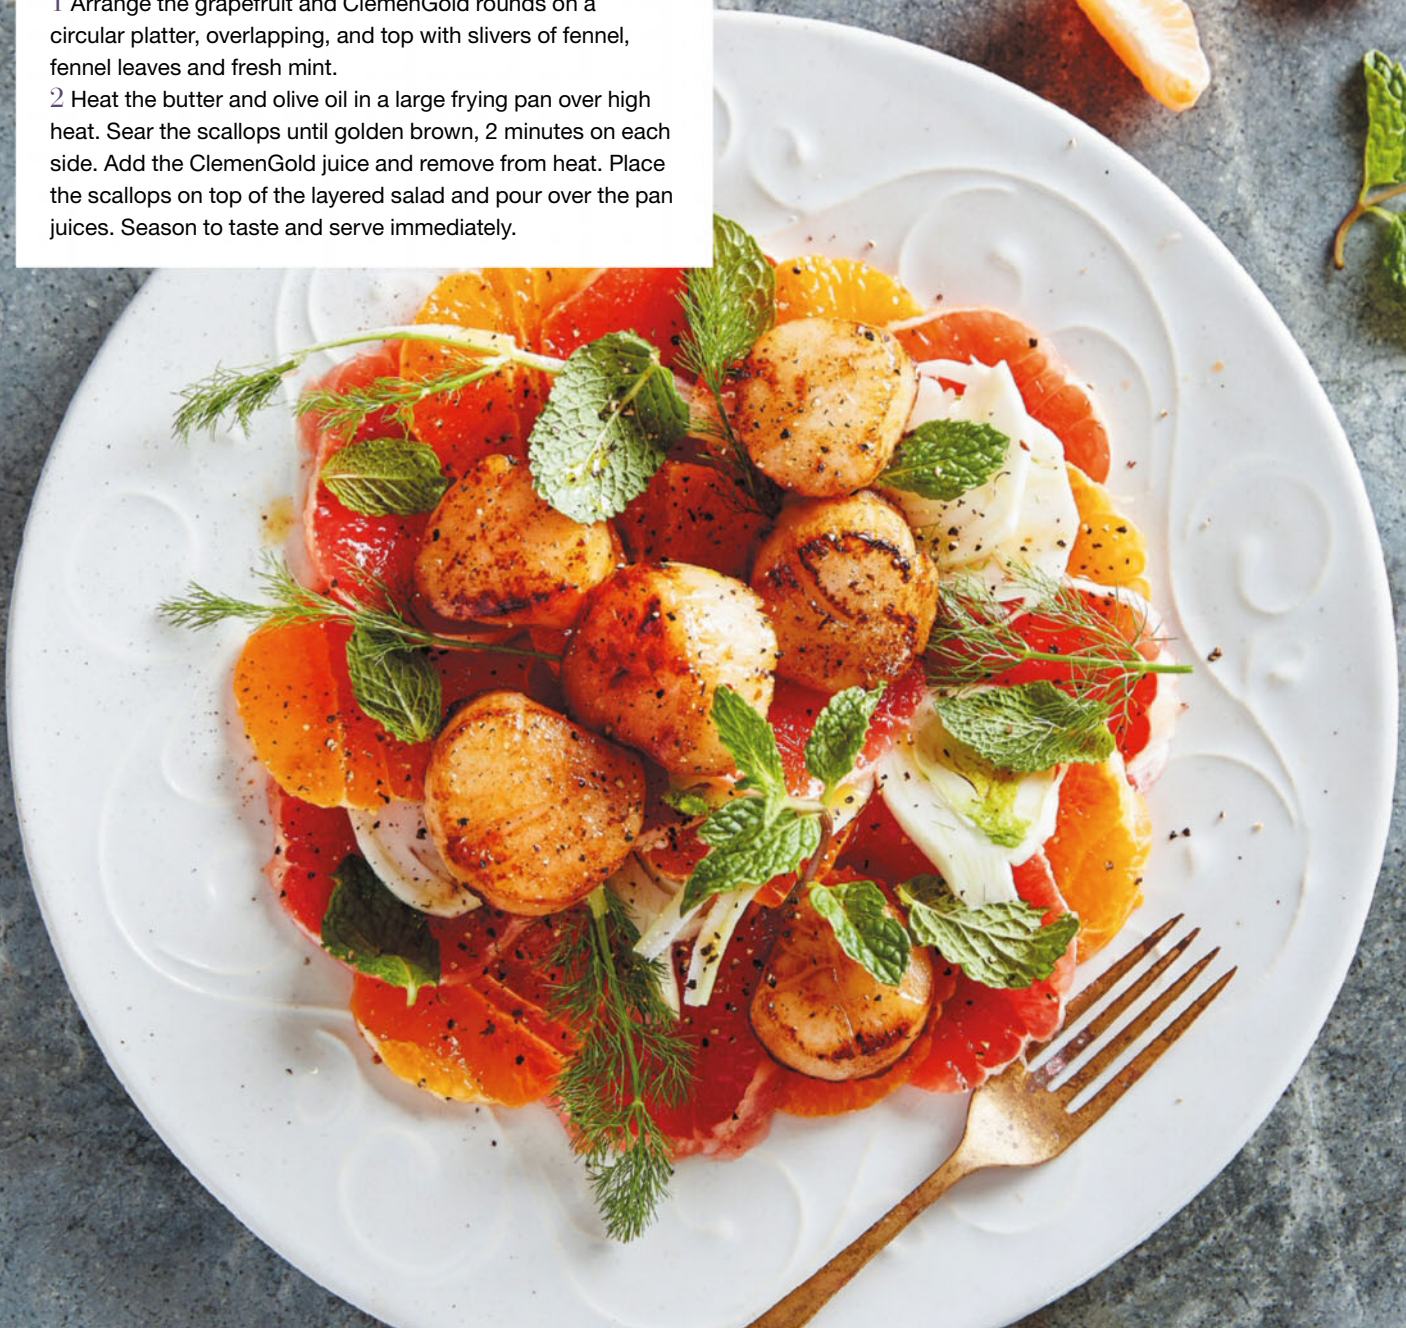 1 Arrange the grapefruit and ClemenGold rounds on a
circular platter, overlapping, and top with slivers of fennel,
fennel leaves and fresh mint.
2 Heat the butter and olive oil in a large frying pan over high
heat. Sear the scallops until golden brown, 2 minutes on each
side. Add the ClemenGold juice and remove from heat. Place
the scallops on top of the layered salad and pour over the pan
juices. Season to taste and serve immediately.